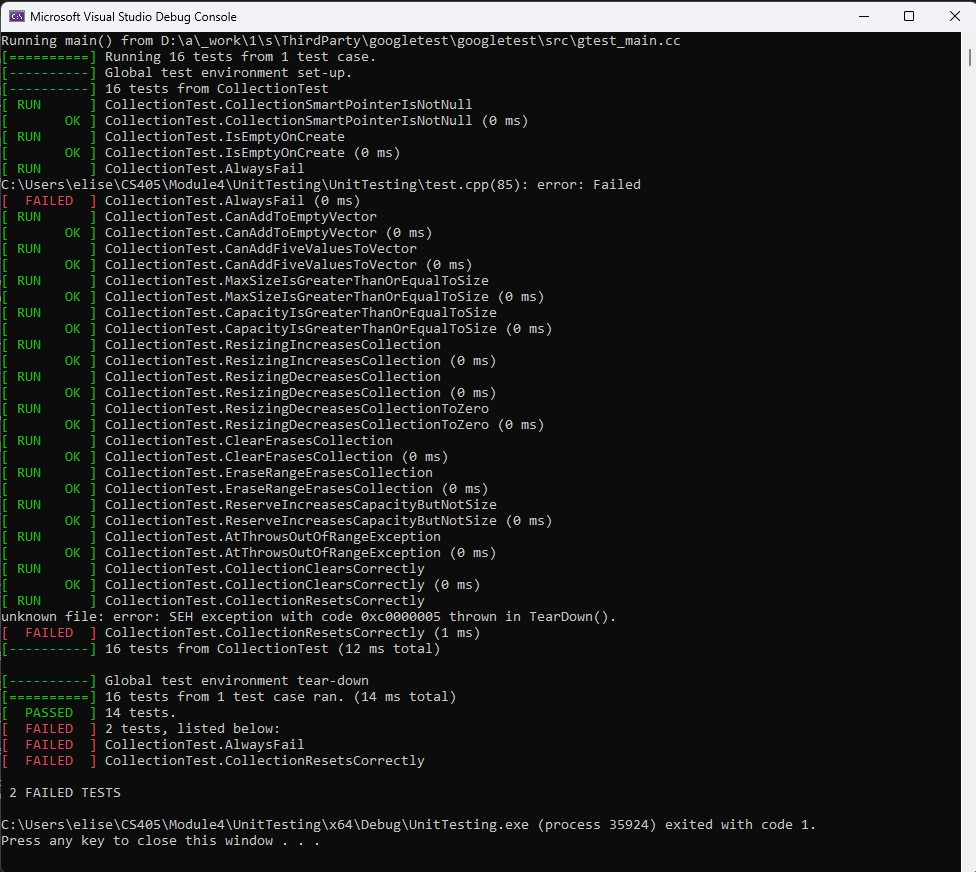 Microsoft Visual Studio Debug Console
Running main() from D:\a\_work\1\s\ThirdParty\googletest\googletest\src\gtest_main.cc
[==========] Running 16 tests from 1 test case.
[----------] Global test environment set-up.
[----------] 16 tests from CollectionTest
[ RUN      ] CollectionTest.CollectionSmartPointerIsNotNull
[       OK ] CollectionTest.CollectionSmartPointerIsNotNull (0 ms)
[ RUN      ] CollectionTest.IsEmptyOnCreate
[       OK ] CollectionTest.IsEmptyOnCreate (0 ms)
[ RUN      ] CollectionTest.AlwaysFail
C:\Users\elise\CS405\Module4\UnitTesting\UnitTesting\test.cpp(85): error: Failed
[  FAILED  ] CollectionTest.AlwaysFail (0 ms)
[ RUN      ] CollectionTest.CanAddToEmptyVector
[       OK ] CollectionTest.CanAddToEmptyVector (0 ms)
[ RUN      ] CollectionTest.CanAddFiveValuesToVector
[       OK ] CollectionTest.CanAddFiveValuesToVector (0 ms)
[ RUN      ] CollectionTest.MaxSizeIsGreaterThanOrEqualToSize
[       OK ] CollectionTest.MaxSizeIsGreaterThanOrEqualToSize (0 ms)
[ RUN      ] CollectionTest.CapacityIsGreaterThanOrEqualToSize
[       OK ] CollectionTest.CapacityIsGreaterThanOrEqualToSize (0 ms)
[ RUN      ] CollectionTest.ResizingIncreasesCollection
[       OK ] CollectionTest.ResizingIncreasesCollection (0 ms)
[ RUN      ] CollectionTest.ResizingDecreasesCollection
[       OK ] CollectionTest.ResizingDecreasesCollection (0 ms)
[ RUN      ] CollectionTest.ResizingDecreasesCollectionToZero
[       OK ] CollectionTest.ResizingDecreasesCollectionToZero (0 ms)
[ RUN      ] CollectionTest.ClearErasesCollection
[       OK ] CollectionTest.ClearErasesCollection (0 ms)
[ RUN      ] CollectionTest.EraseRangeErasesCollection
[       OK ] CollectionTest.EraseRangeErasesCollection (0 ms)
[ RUN      ] CollectionTest.ReserveIncreasesCapacityButNotSize
[       OK ] CollectionTest.ReserveIncreasesCapacityButNotSize (0 ms)
[ RUN      ] CollectionTest.AtThrowsOutOfRangeException
[       OK ] CollectionTest.AtThrowsOutOfRangeException (0 ms)
[ RUN      ] CollectionTest.CollectionClearsCorrectly
[       OK ] CollectionTest.CollectionClearsCorrectly (0 ms)
[ RUN      ] CollectionTest.CollectionResetsCorrectly
unknown file: error: SEH exception with code 0xc0000005 thrown in TearDown().
[  FAILED  ] CollectionTest.CollectionResetsCorrectly (1 ms)
[----------] 16 tests from CollectionTest (12 ms total)
[----------] Global test environment tear-down
[==========] 16 tests from 1 test case ran. (14 ms total)
[  PASSED  ] 14 tests.
[  FAILED  ] 2 tests, listed below:
[  FAILED  ] CollectionTest.AlwaysFail
[  FAILED  ] CollectionTest.CollectionResetsCorrectly
2 FAILED TESTS
C:\Users\elise\CS405\Module4\UnitTesting\x64\Debug\UnitTesting.exe (process 35924) exited with code 1.
Press any key to close this window . . .